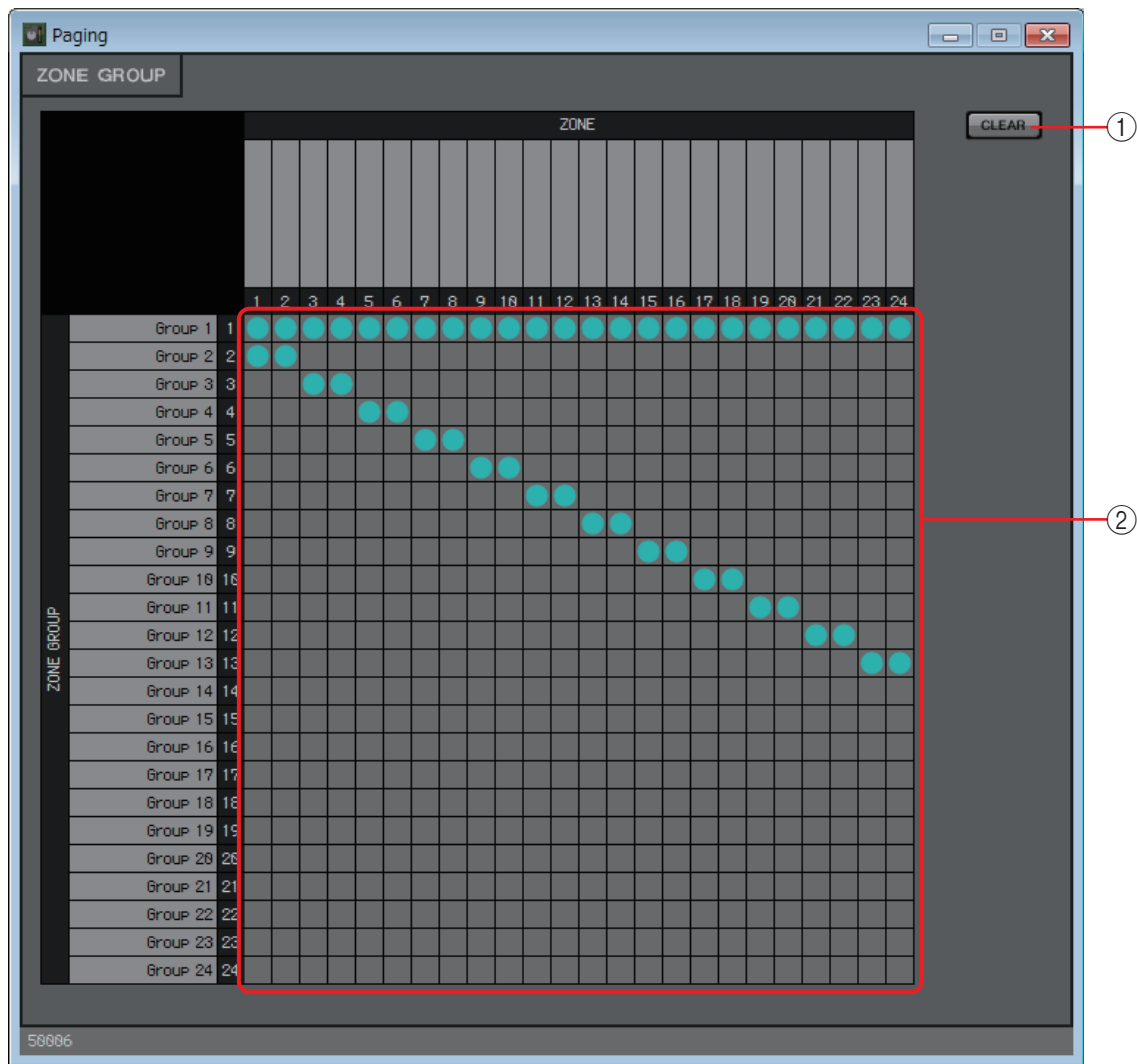 Paging
ZONE GROUP
ZONE
CLEAR
①
1 2 3 4 5 6 7 8 9 10 11 12 13 14 15 16 17 18 19 20 21 22 23 24
Group 1 1
Group 2 2
Group 3 3
Group 4 4
Group 5 5
Group 6 6
Group 7 7
Group 8 8
②
Group 9 9
Group 10 10
Group 11 11
Group 12 12
Group 13 13
Group 14 14
Group 15 15
Group 16 16
Group 17 17
Group 18 18
Group 19 19
Group 20 20
Group 21 21
Group 22 22
Group 23 23
Group 24 24
ZONE GROUP
50006